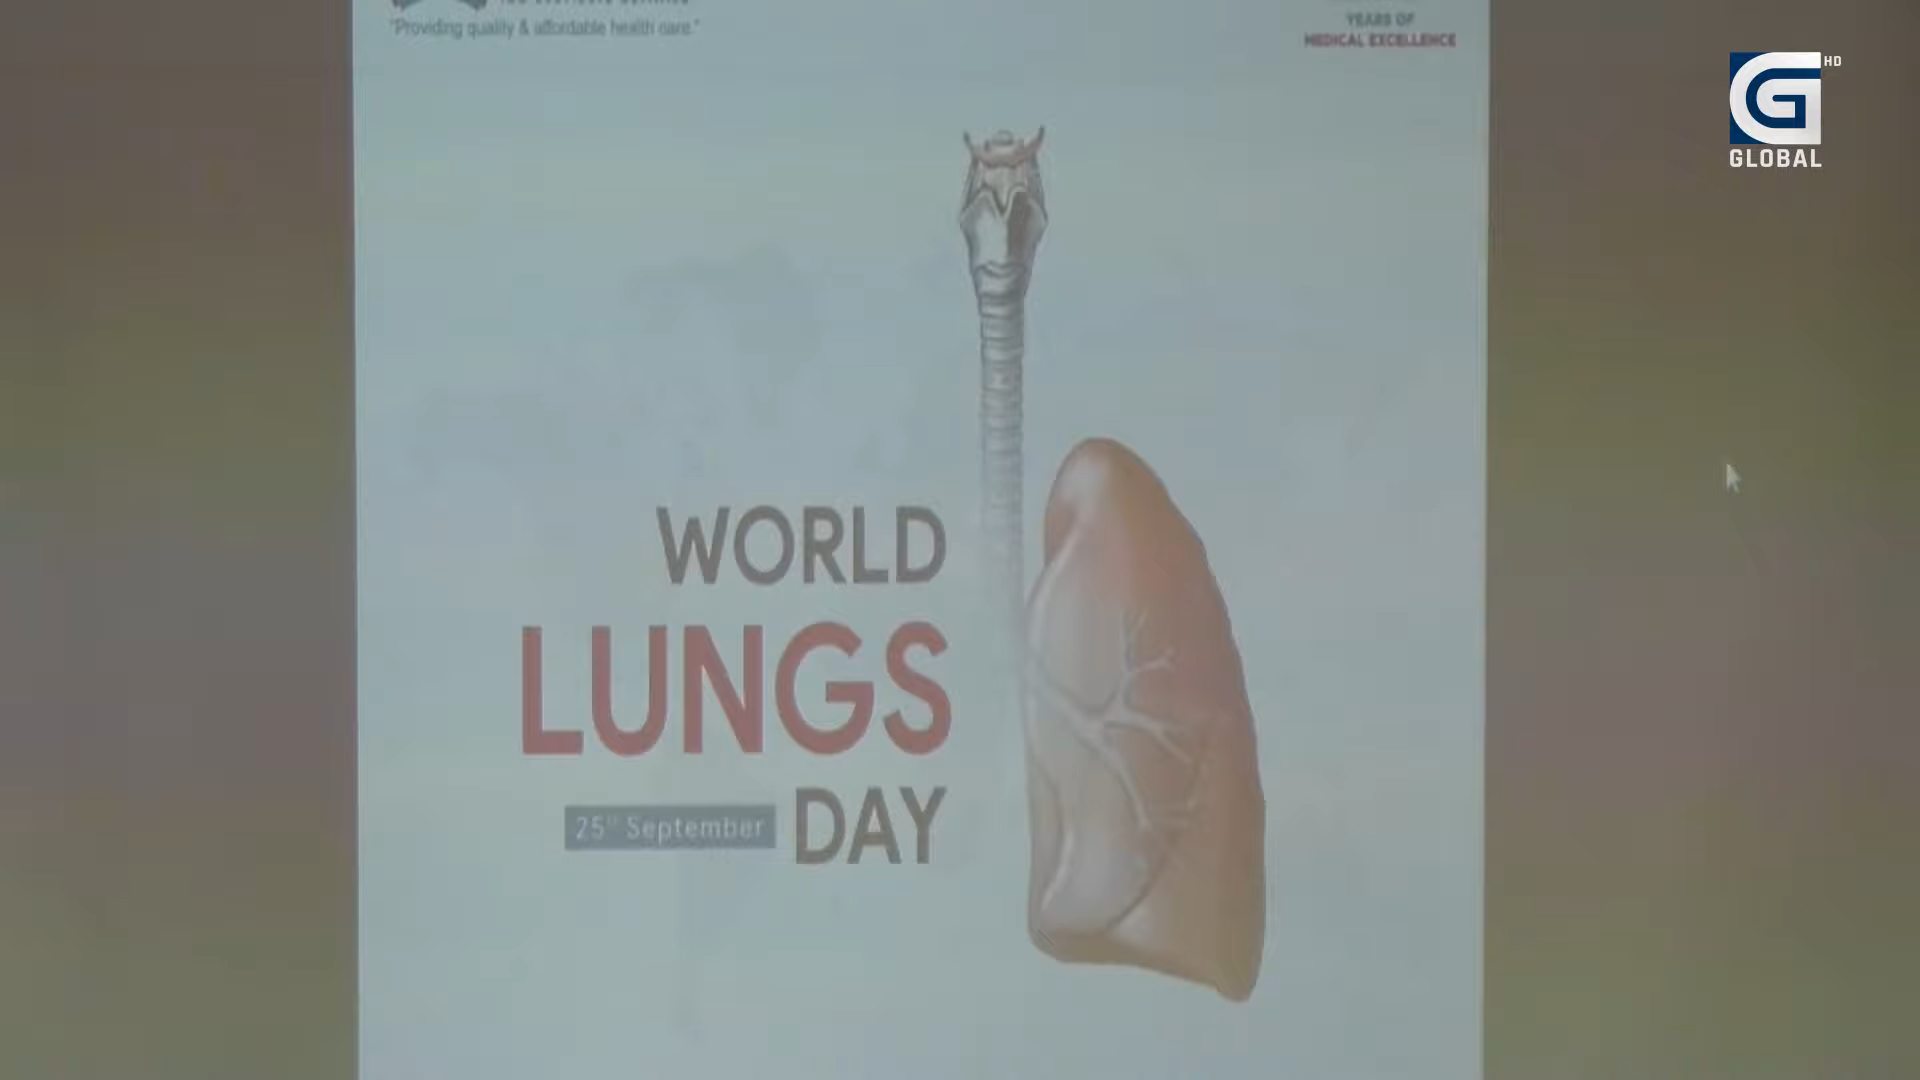 "Providing quality & affordable health care."
YEARS OF
MEDICAL EXCELLENCE
HD
GLOBAL
WORLD
LUNGS
25th September DAY